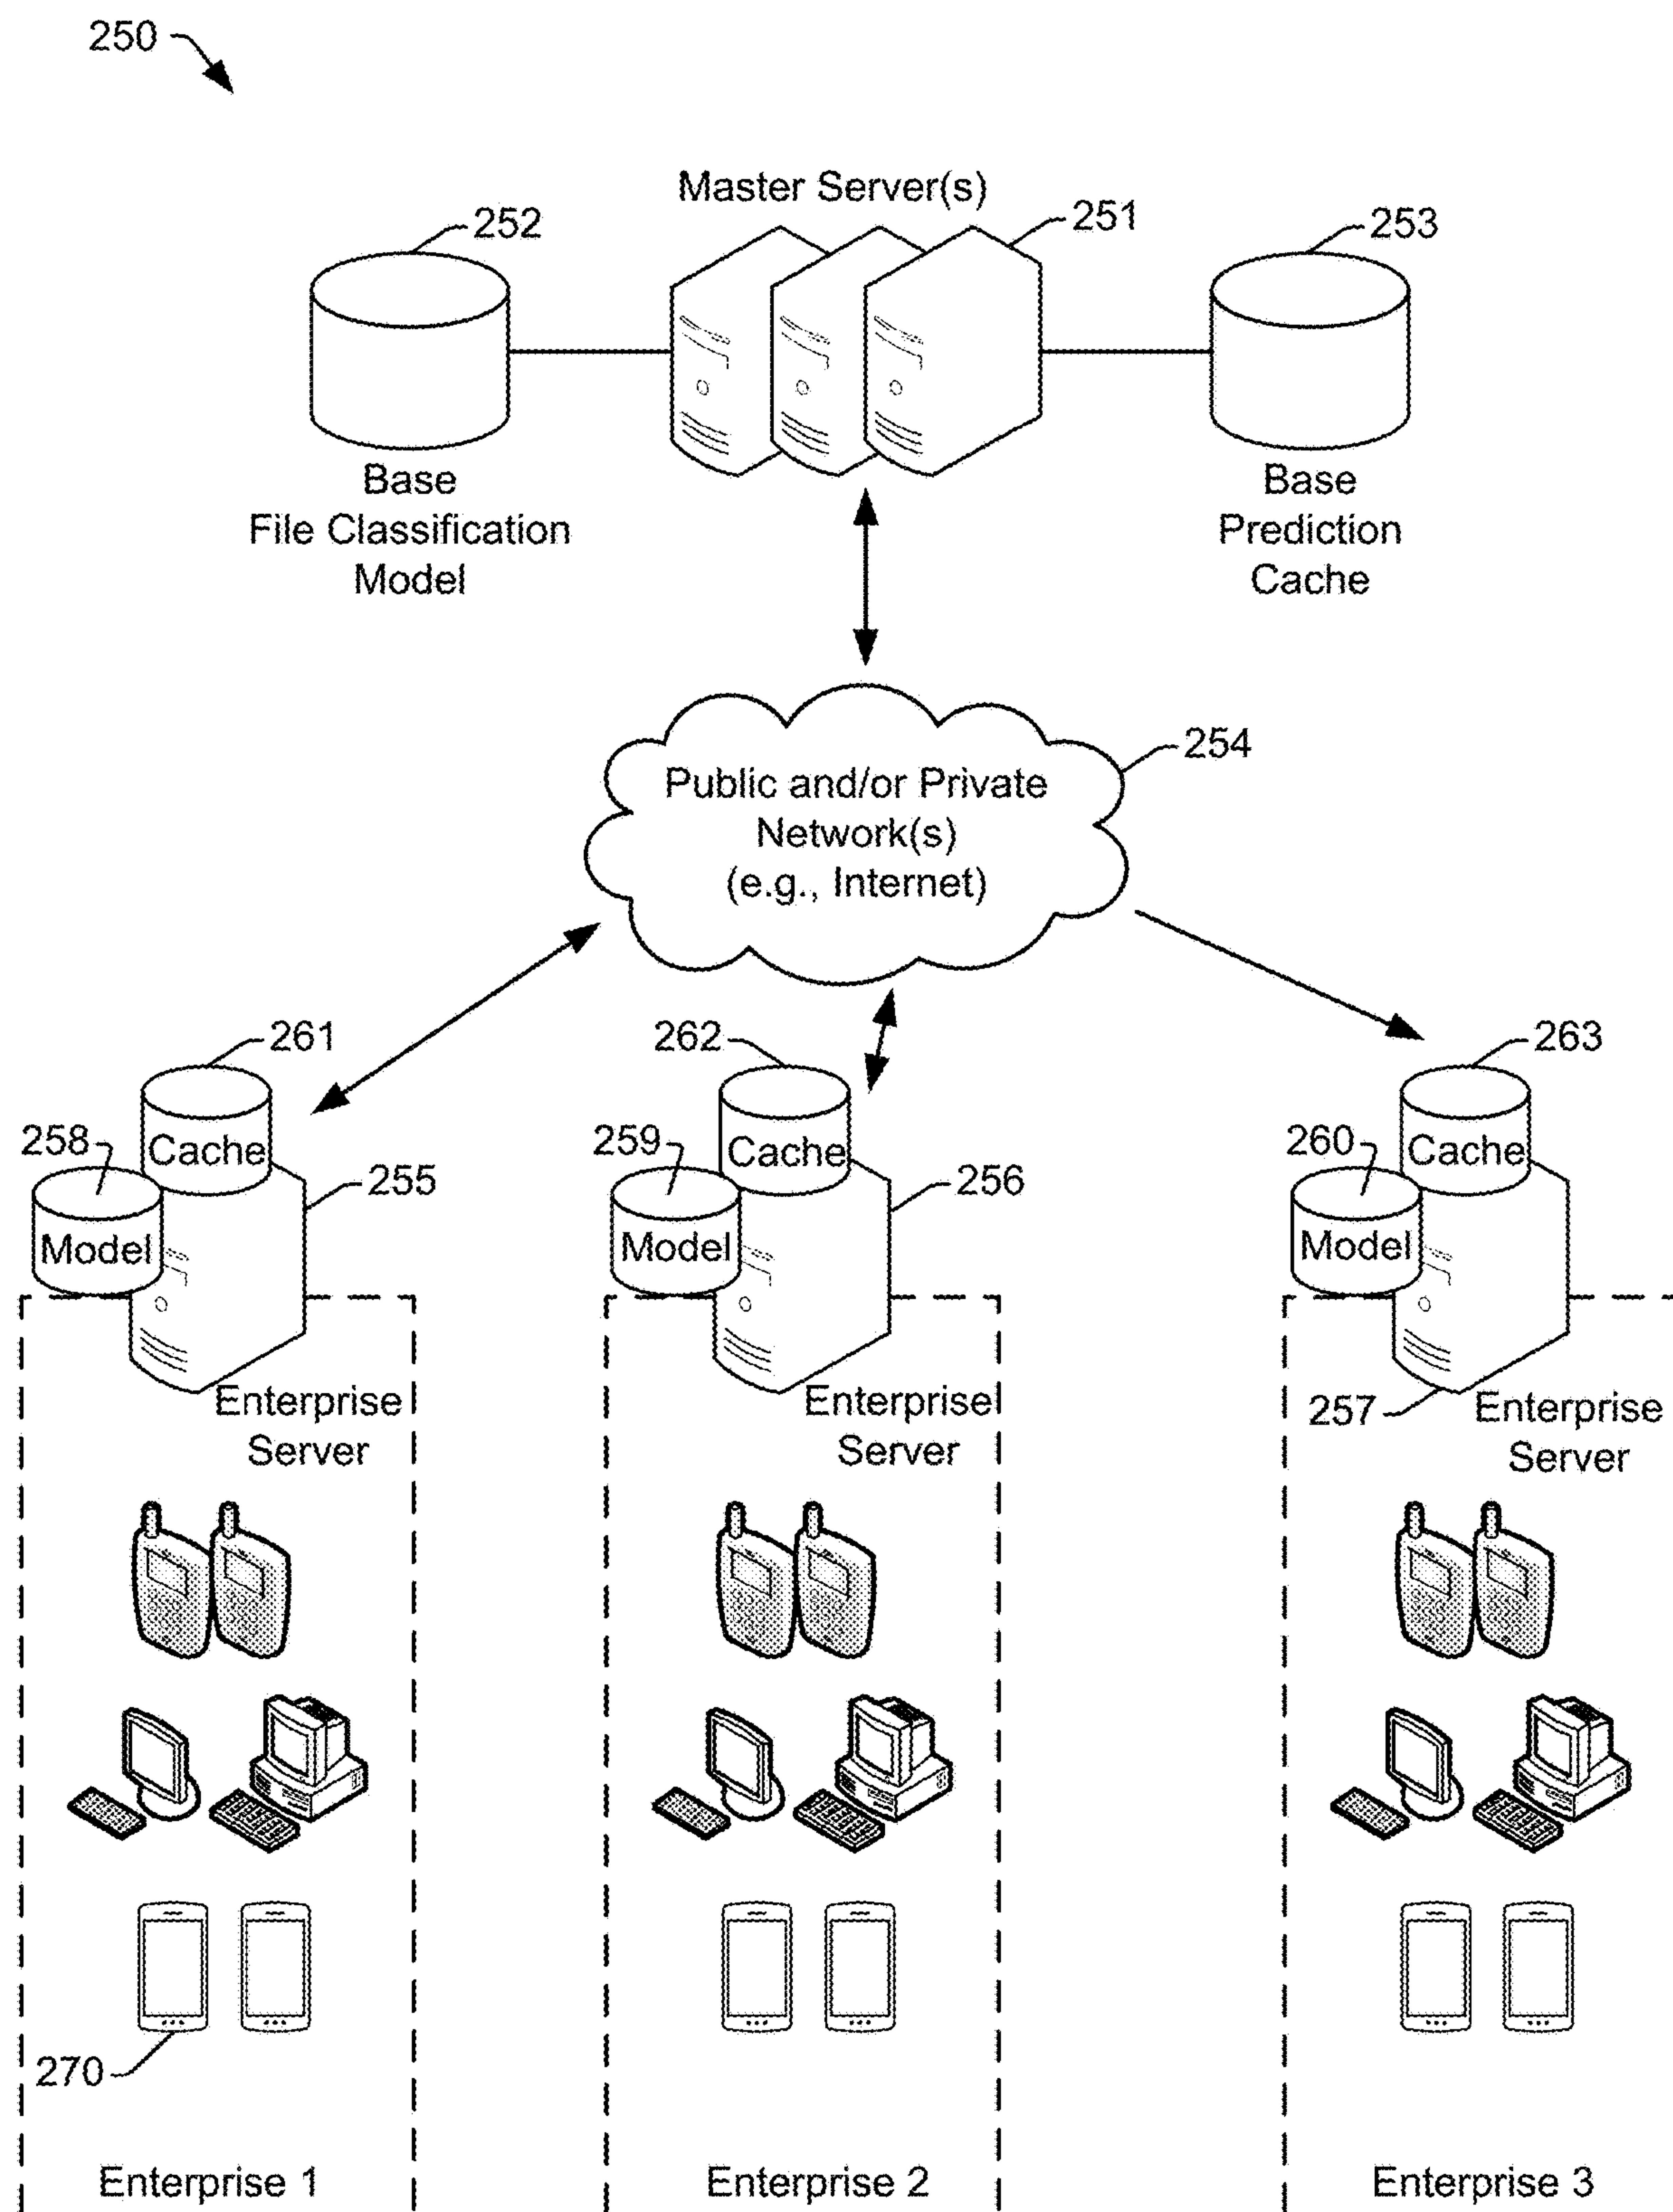 250
Master Server(s)
252
251
253
Base
File Classification
Model
Base
Prediction
Cache
254
Public and/or Private
Network(s)
(e.g., Internet)
261
262
263
258
Cache
259
Cache
260
Cache
255
256
Model
Model
Model
Enterprise
Server
Enterprise
Server
257
Enterprise
Server
270
Enterprise 1
Enterprise 2
Enterprise 3